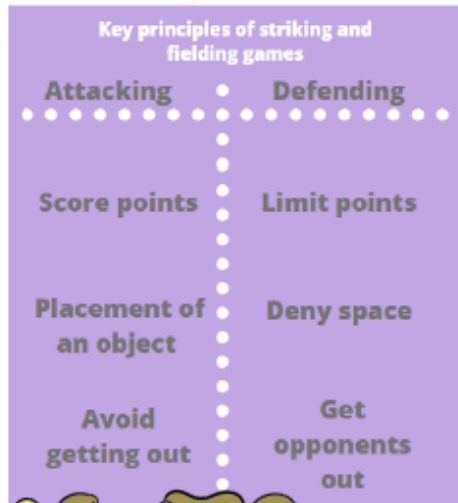 Key principles of striking and
fielding games
Attacking
Defending
Score points
Limit points
Placement of
an object
Deny space
Avoid
getting out
Get
opponents
out